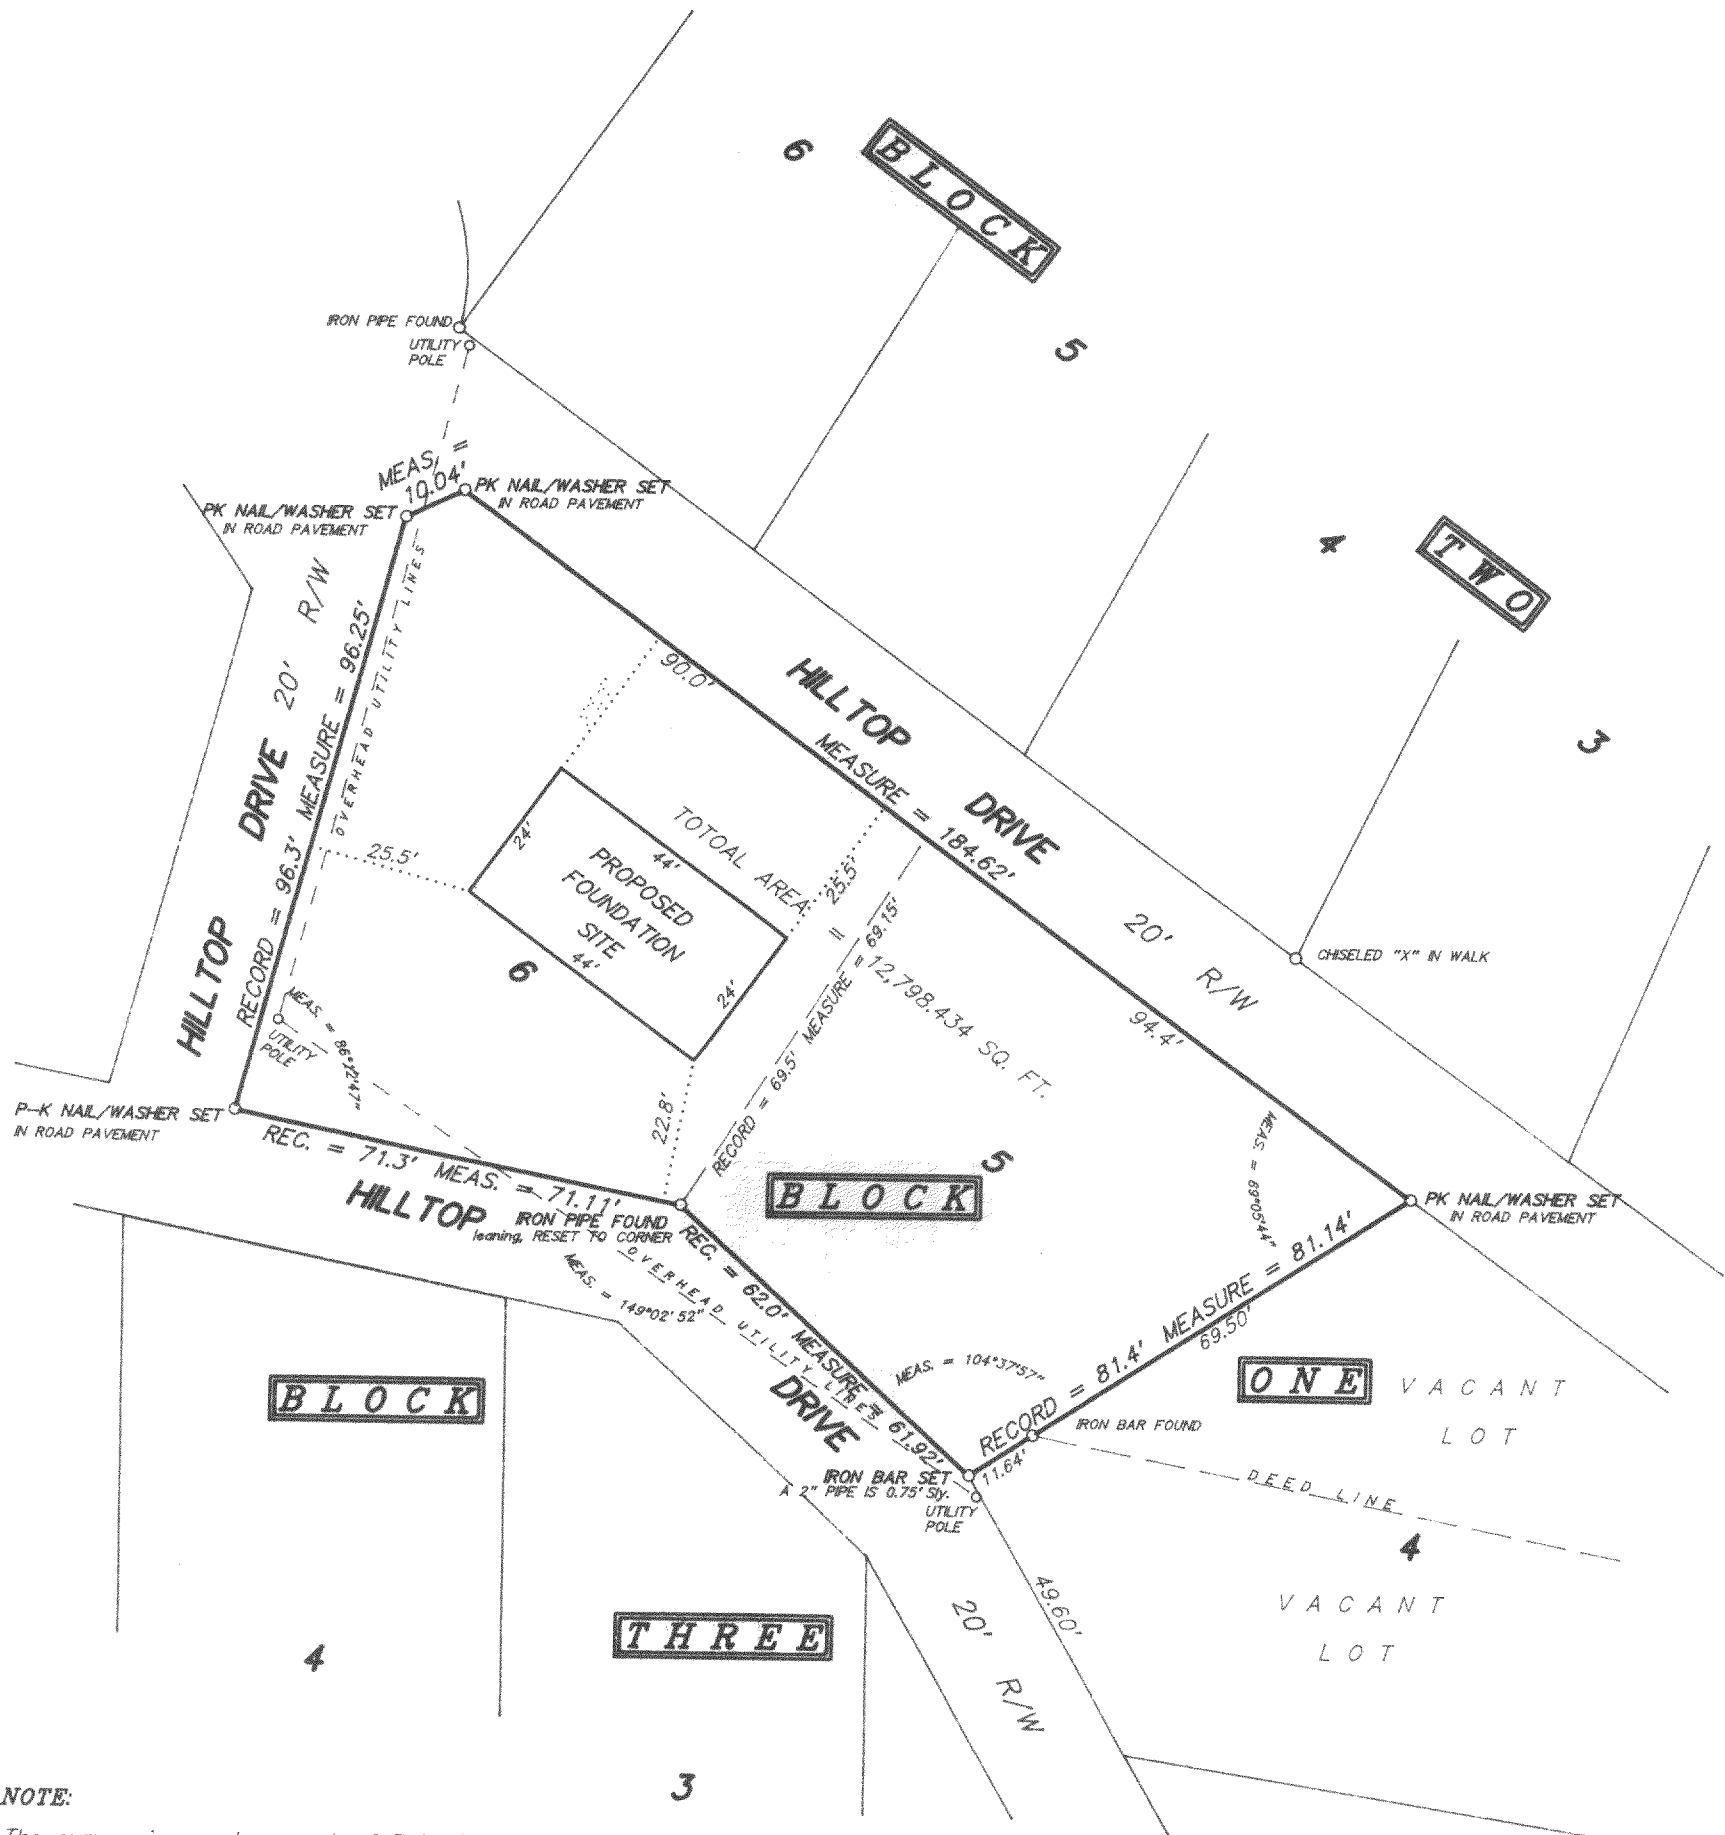 6
BLOCK
5
IRON PIPE FOUND
UTILITY
POLE
MEAS. =
10.04'
PK NAIL/WASHER SET
IN ROAD PAVEMENT
PK NAIL/WASHER SET
IN ROAD PAVEMENT
4
TWO
3
HILLTOP DRIVE 20' R/W
RECORD = 96.3' MEASURE = 96.25'
OVERHEAD UTILITY LINES
90.0'
HILLTOP DRIVE 20' R/W
MEASURE = 184.62'
94.4'
25.5'
24'
44'
PROPOSED
FOUNDATION
SITE
44'
24'
TOTOAL AREA = 12,798.434 SQ. FT.
25.5'
RECORD = 69.5' MEASURE = 69.15'
6
CHISELED "X" IN WALK
MEAS. = 86°12'47"
UTILITY
POLE
22.8'
P-K NAIL/WASHER SET
IN ROAD PAVEMENT
REC. = 71.3' MEAS. = 71.11'
HILLTOP DRIVE 20' R/W
IRON PIPE FOUND
leaning, RESET TO CORNER
5
BLOCK
MEAS. = 69°05'44"
PK NAIL/WASHER SET
IN ROAD PAVEMENT
REC. = 62.0' MEASURE = 61.92'
OVERHEAD UTILITY LINES
MEAS. = 149°02'52"
MEAS. = 104°37'57"
RECORD = 81.4' MEASURE = 81.14'
69.50'
11.64'
IRON BAR FOUND
ONE
VACANT
LOT
DEED LINE
BLOCK
IRON BAR SET
A 2" PIPE IS 0.75' Sly.
UTILITY
POLE
4
VACANT
LOT
49.60'
THREE
4
3
NOTE: